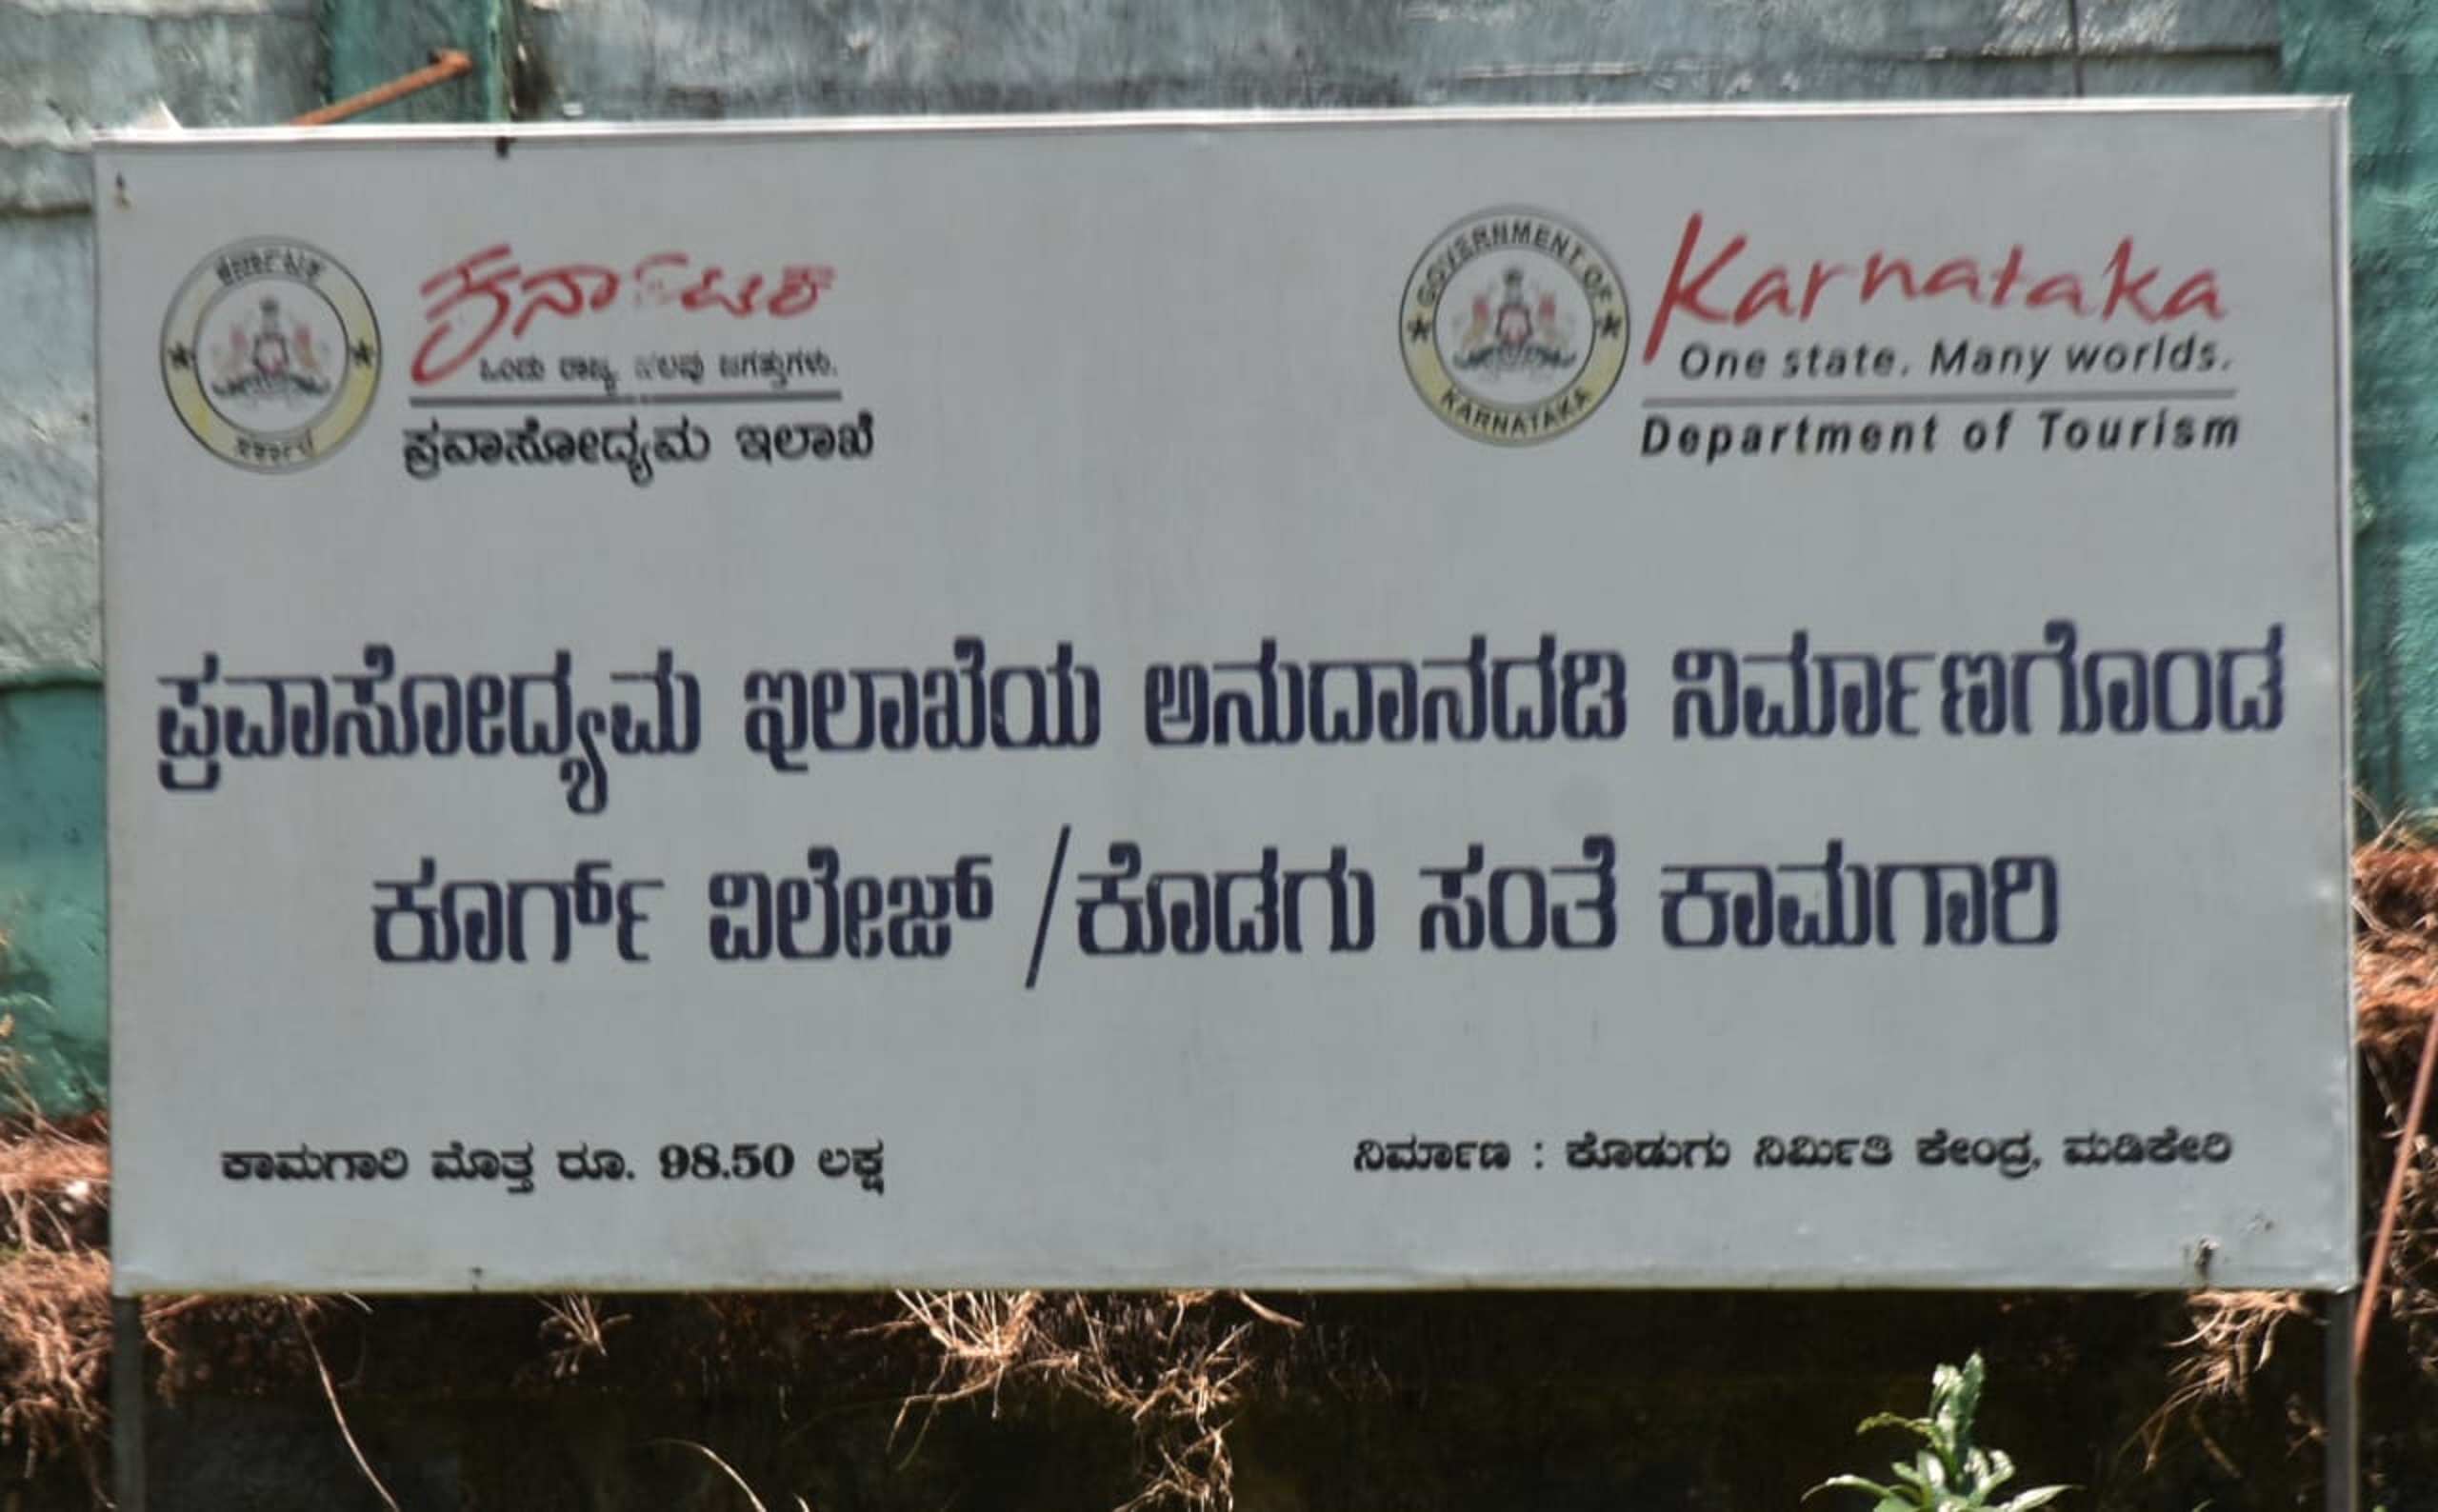 ಕರ್ನಾಟಕ
ಒಂದು ರಾಜ್ಯ. ಹಲವು ಜಗತ್ತುಗಳು.
ಪ್ರವಾಸೋದ್ಯಮ ಇಲಾಖೆ
GOVERNMENT OF KARNATAKA
Karnataka
One state. Many worlds.
Department of Tourism
ಪ್ರವಾಸೋದ್ಯಮ ಇಲಾಖೆಯ ಅನುದಾನದಡಿ ನಿರ್ಮಾಣಗೊಂಡ
ಕೂರ್ಗ್ ವಿಲೇಜ್ / ಕೊಡಗು ಸಂತೆ ಕಾಮಗಾರಿ
ಕಾಮಗಾರಿ ಮೊತ್ತ ರೂ. 98.50 ಲಕ್ಷ
ನಿರ್ಮಾಣ : ಕೊಡುಗು ನಿರ್ಮಿತಿ ಕೇಂದ್ರ, ಮಡಿಕೇರಿ